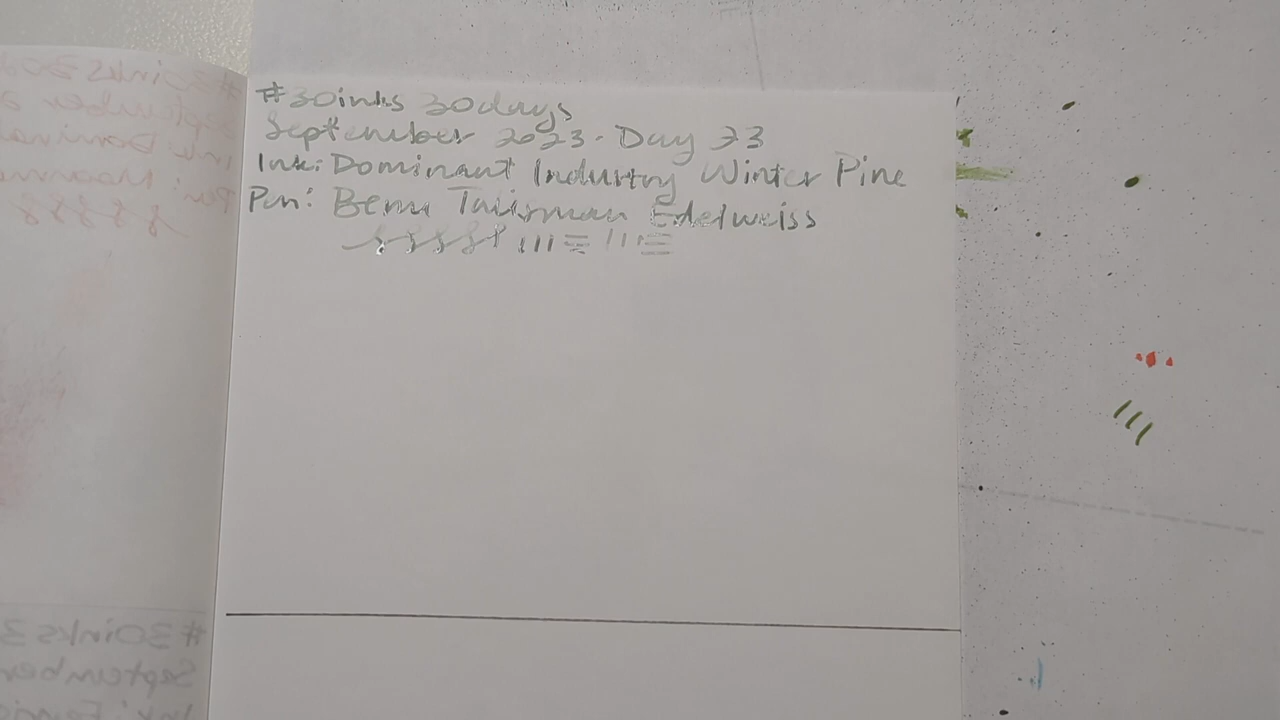 #30inks 30days
September 2023. Day 23
Ink: Dominant Industry Winter Pine
Pen: Benu Talisman Edelweiss